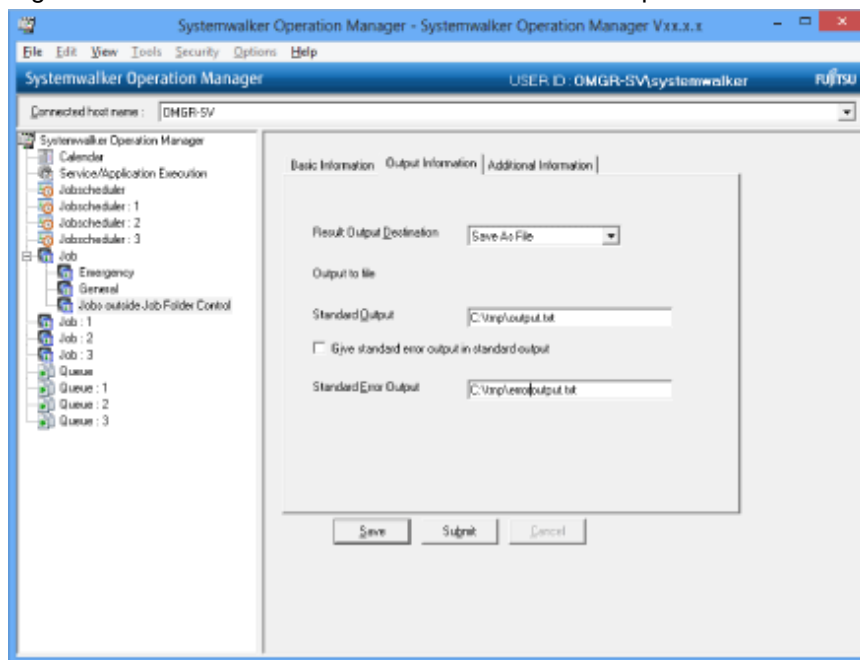 Systemwalker Operation Manager - Systemwalker Operation Manager Vxx.x.x
File Edit View Tools Security Options Help
Systemwalker Operation Manager
USER ID : OMGR-SV\systemwalker
FUJITSU
Connected host name :
OMGR-SV
Systemwalker Operation Manager
Calendar
Service/Application Execution
Jobscheduler
Jobscheduler : 1
Jobscheduler : 2
Jobscheduler : 3
Job
Emergency
General
Jobs outside Job Folder Control
Job : 1
Job : 2
Job : 3
Queue
Queue : 1
Queue : 2
Queue : 3
Basic Information
Output Information
Additional Information
Result Output Destination
Save As File
Output to file
Standard Output
C:\tmp\output.txt
Give standard error output in standard output
Standard Error Output
C:\tmp\erroroutput.txt
Save
Submit
Cancel